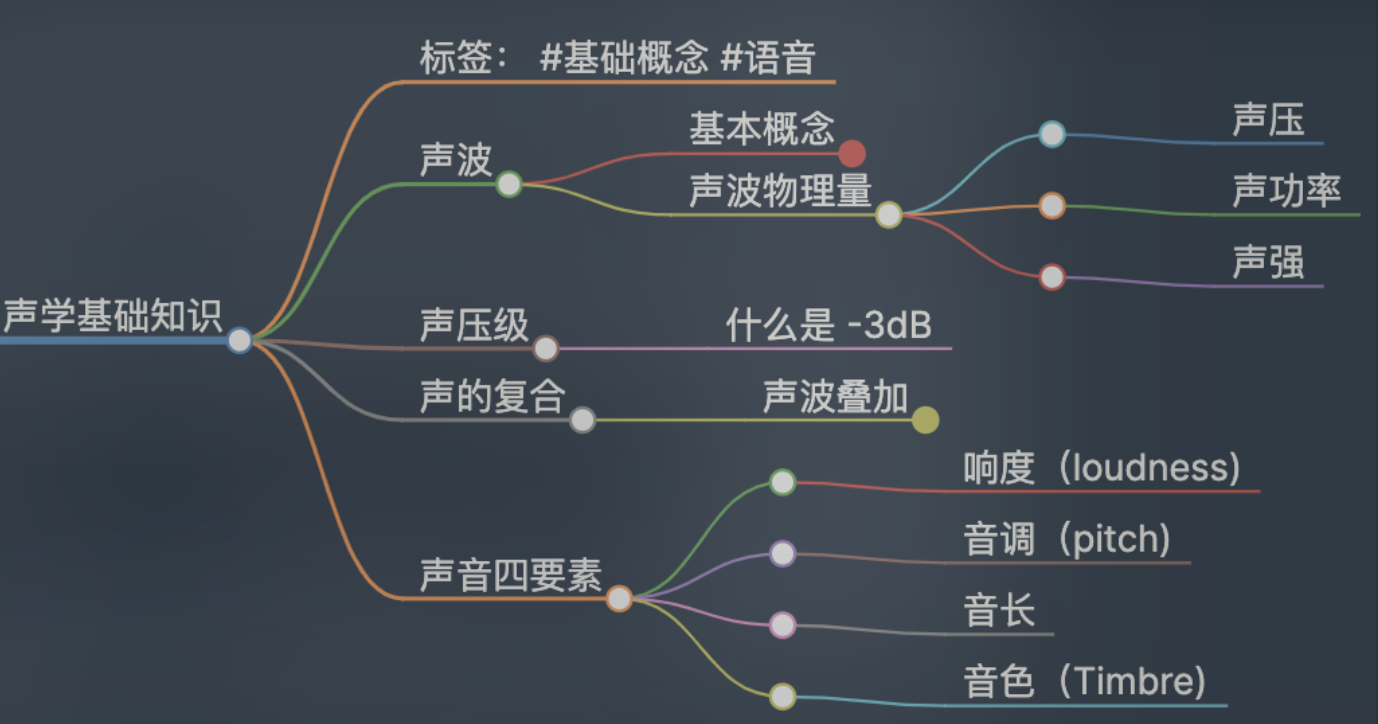 标签： #基础概念 #语音
声波
基本概念
声波物理量
声压
声功率
声强
声学基础知识
声压级
什么是 -3dB
声的复合
声波叠加
声音四要素
响度（loudness)
音调（pitch)
音长
音色（Timbre)